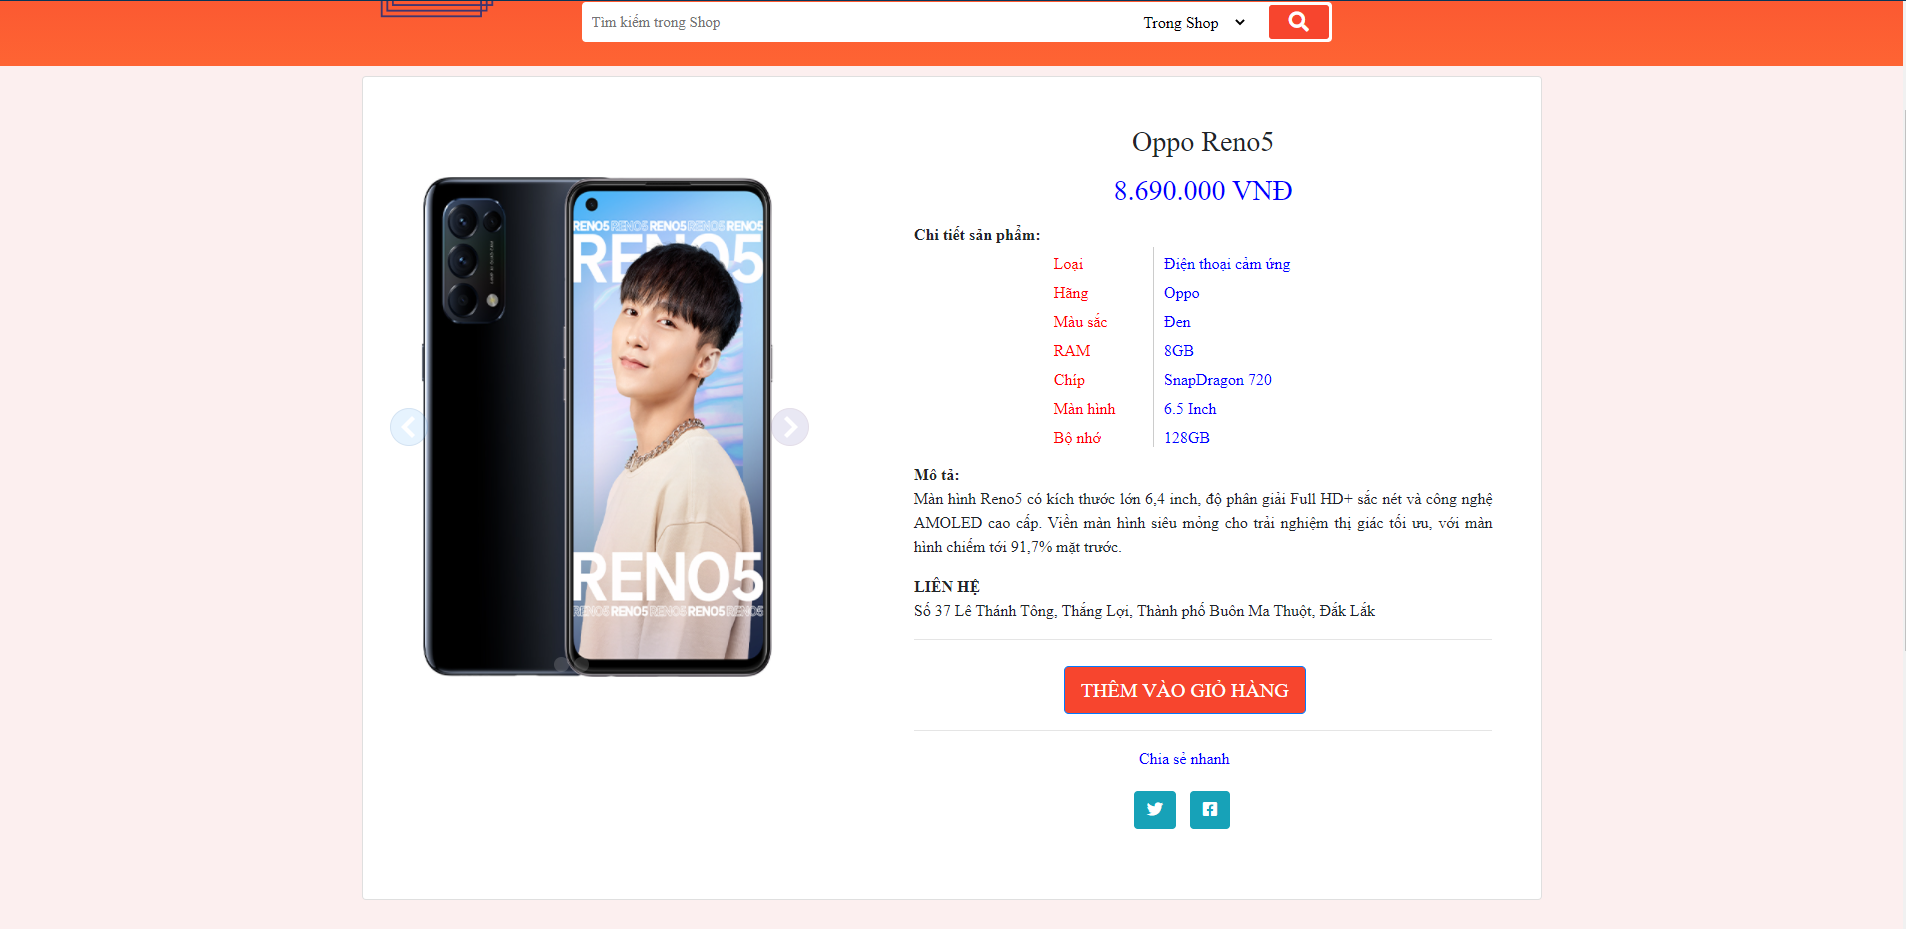 Tìm kiếm trong Shop
Trong Shop
Oppo Reno5
8.690.000 VNĐ
Chi tiết sản phẩm:
Loại Điện thoại cảm ứng
Hãng Oppo
Màu sắc Đen
RAM 8GB
Chíp SnapDragon 720
Màn hình 6.5 Inch
Bộ nhớ 128GB
Mô tả:
Màn hình Reno5 có kích thước lớn 6,4 inch, độ phân giải Full HD+ sắc nét và công nghệ
AMOLED cao cấp. Viền màn hình siêu mỏng cho trải nghiệm thị giác tối ưu, với màn
hình chiếm tới 91,7% mặt trước.
LIÊN HỆ
Số 37 Lê Thánh Tông, Thắng Lợi, Thành phố Buôn Ma Thuột, Đắk Lắk
THÊM VÀO GIỎ HÀNG
Chia sẻ nhanh
RENO5 RENO5 RENO5 RENO5 RENO5
RENO5
RENO5
RENO5 RENO5 RENO5 RENO5 RENO5